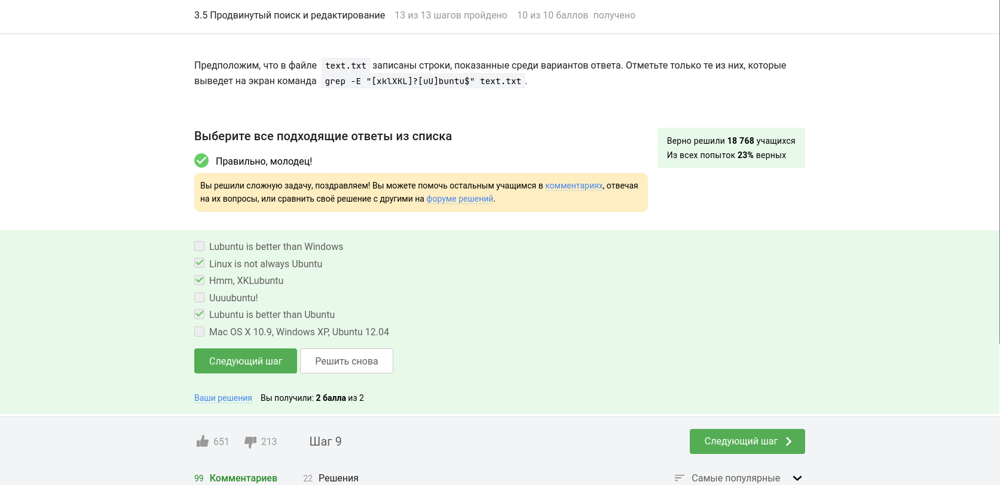 3.5 Продвинутый поиск и редактирование 13 из 13 шагов пройдено 10 из 10 баллов получено
Предположим, что в файле text.txt записаны строки, показанные среди вариантов ответа. Отметьте только те из них, которые
выведет на экран команда grep -E "[xklXKL]?[uU]buntu$" text.txt.
Выберите все подходящие ответы из списка
Верно решили 18 768 учащихся
Из всех попыток 23% верных
Правильно, молодец!
Вы решили сложную задачу, поздравляем! Вы можете помочь остальным учащимся в комментариях, отвечая
на их вопросы, или сравнить своё решение с другими на форуме решений.
Lubuntu is better than Windows
Linux is not always Ubuntu
Hmm, XKLubuntu
Uuuubuntu!
Lubuntu is better than Ubuntu
Mac OS X 10.9, Windows XP, Ubuntu 12.04
Следующий шаг Решить снова
Ваши решения Вы получили: 2 балла из 2
651 213 Шаг 9 Следующий шаг
99 Комментариев 22 Решения Самые популярные